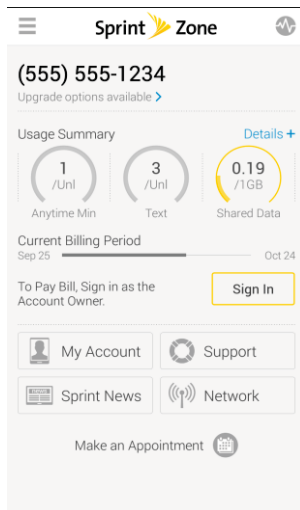 Sprint Zone
(555) 555-1234
Upgrade options available >
Usage Summary
Details +
1
/Unl
3
/Unl
0.19
/1GB
Anytime Min
Text
Shared Data
Current Billing Period
Sep 25
Oct 24
To Pay Bill, Sign in as the
Account Owner.
Sign In
My Account
Support
NEWS
Sprint News
Network
Make an Appointment